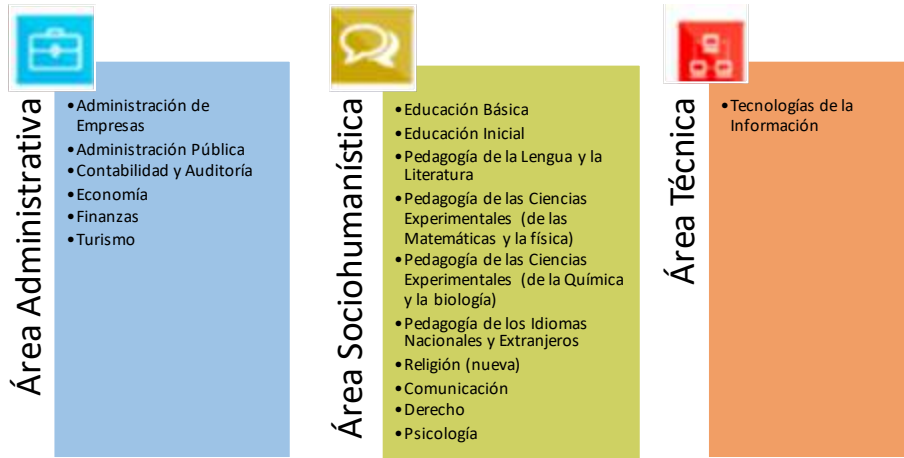 Área Administrativa
•Administración de
Empresas
•Administración Pública
•Contabilidad y Auditoría
•Economía
•Finanzas
•Turismo
Área Sociohumanística
•Educación Básica
•Educación Inicial
•Pedagogía de la Lengua y la
Literatura
•Pedagogía de las Ciencias
Experimentales (de las
Matemáticas y la física)
•Pedagogía de las Ciencias
Experimentales (de la Química
y la biología)
•Pedagogía de los Idiomas
Nacionales y Extranjeros
•Religión (nueva)
•Comunicación
•Derecho
•Psicología
Área Técnica
•Tecnologías de la
Información